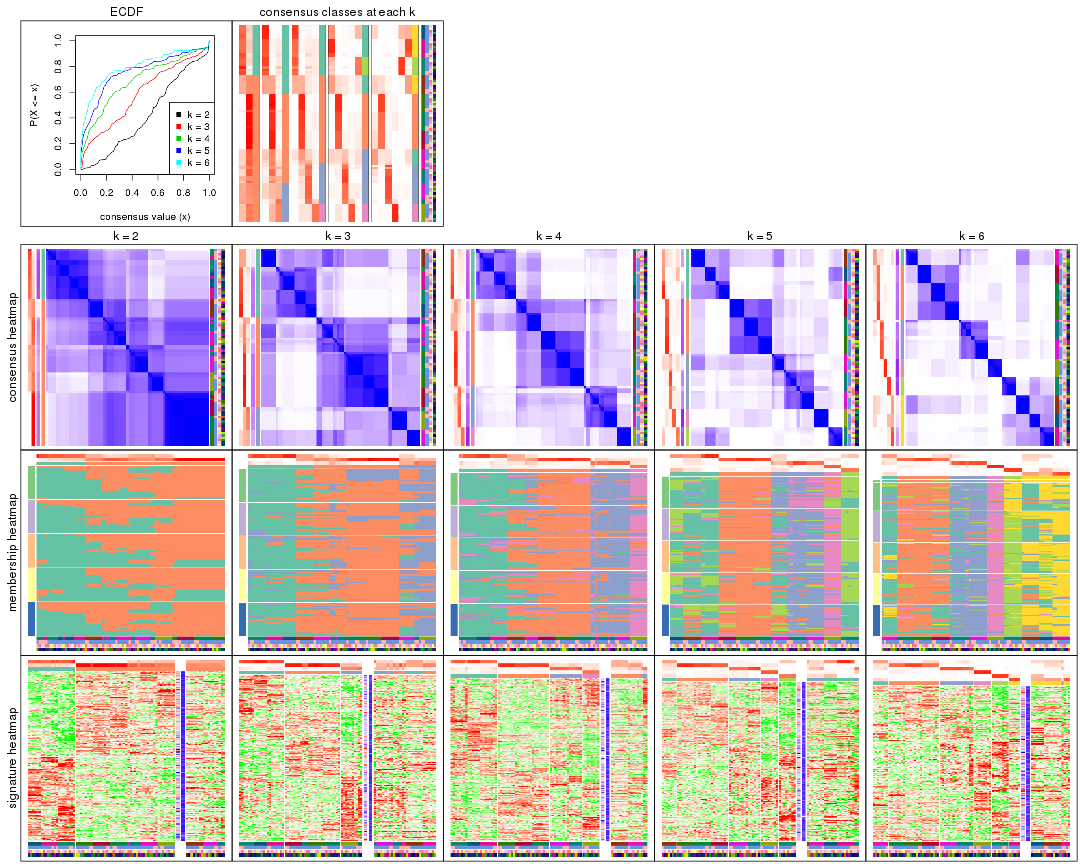 ECDF
consensus classes at each k
P(X <= x)
0.0 0.2 0.4 0.6 0.8 1.0
k = 2
k = 3
k = 4
k = 5
k = 6
0.0 0.2 0.4 0.6 0.8 1.0
consensus value (x)
k = 2 k = 3 k = 4 k = 5 k = 6
consensus heatmap
membership heatmap
signature heatmap